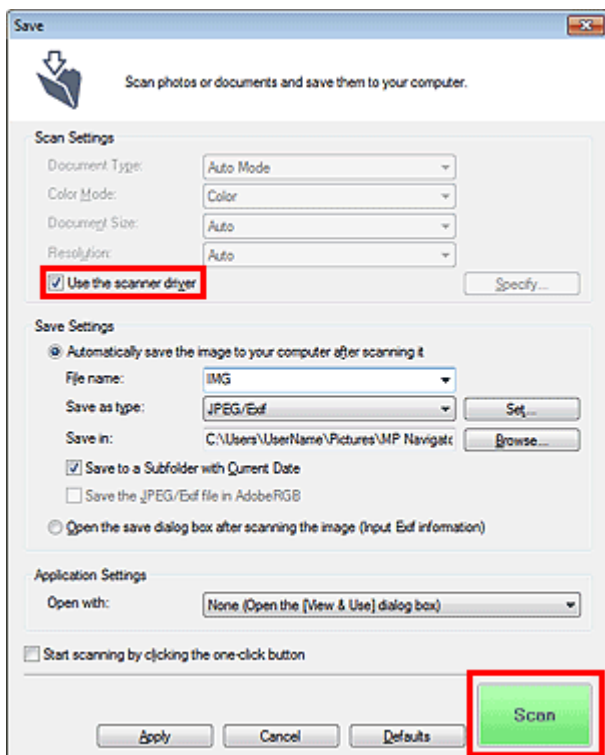 Save
Scan photos or documents and save them to your computer.
Scan Settings
Document Type: Auto Mode
Color Mode: Color
Document Size: Auto
Resolution: Auto
Use the scanner driver Specify...
Save Settings
Automatically save the image to your computer after scanning it
File name: IMG
Save as type: JPEG/Exif Set...
Save in: C:\Users\UserName\Pictures\MP Navigato Browse...
Save to a Subfolder with Current Date
Save the JPEG/Exif file in AdobeRGB
Open the save dialog box after scanning the image (Input Exif information)
Application Settings
Open with: None (Open the [View & Use] dialog box)
Start scanning by clicking the one-click button
Apply Cancel Defaults Scan